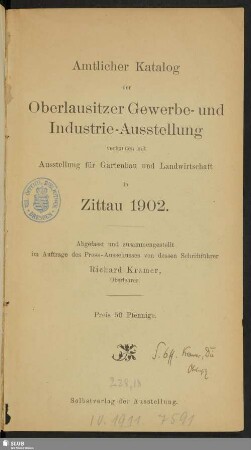 Amtlicher Katalog
der
Oberlausitzer Gewerbe- und
Industrie-Ausstellung
verbunden mit
Ausstellung für Gartenbau und Landwirtschaft
in
Zittau 1902.
Abgefasst und zusammengestellt
im Auftrage des Press-Ausschusses von dessen Schriftführer
Richard Kramer,
Oberlehrer.
Preis 50 Pfennige.
Selbstverlag der Ausstellung.
SLUB